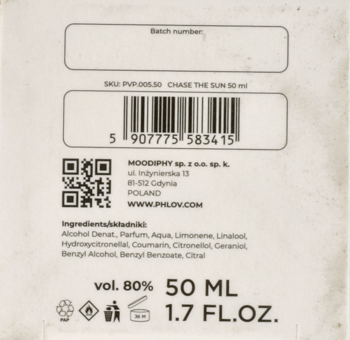 Batch number:
SKU: PVP.005.50 CHASE THE SUN 50 ml
5 907775 583415
MOODIPHY sp. z o.o. sp. k.
ul. Inżynierska 13
81-512 Gdynia
POLAND
WWW.PHLOV.COM
Ingredients/składniki:
Alcohol Denat., Parfum, Aqua, Limonene, Linalool,
Hydroxycitronellal, Coumarin, Citronellol, Geraniol,
Benzyl Alcohol, Benzyl Benzoate, Citral
vol. 80% 50 ML
1.7 FL.OZ.
PAP
36 M